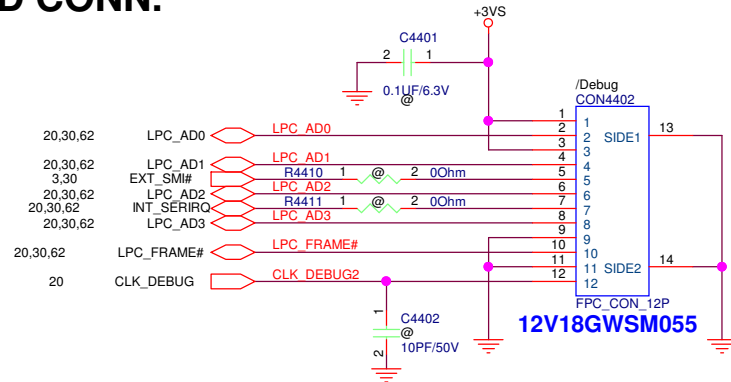 D CONN.
+3VS
C4401
2 1
0.1UF/6.3V
@
/Debug
CON4402
20,30,62 LPC_AD0 LPC_AD0
20,30,62 LPC_AD1 LPC_AD1
3,30 EXT_SMI# R4410 1 @ 2 0Ohm
20,30,62 LPC_AD2 LPC_AD2
20,30,62 INT_SERIRQ R4411 1 @ 2 0Ohm
20,30,62 LPC_AD3 LPC_AD3
20,30,62 LPC_FRAME# LPC_FRAME#
20 CLK_DEBUG CLK_DEBUG2
1 1
2 2 SIDE1 13
3 3
4 4
5 5
6 6
7 7
8 8
9 9
10 10
11 11 SIDE2 14
12 12
FPC_CON_12P
12V18GWSM055
1
C4402
@
10PF/50V
2